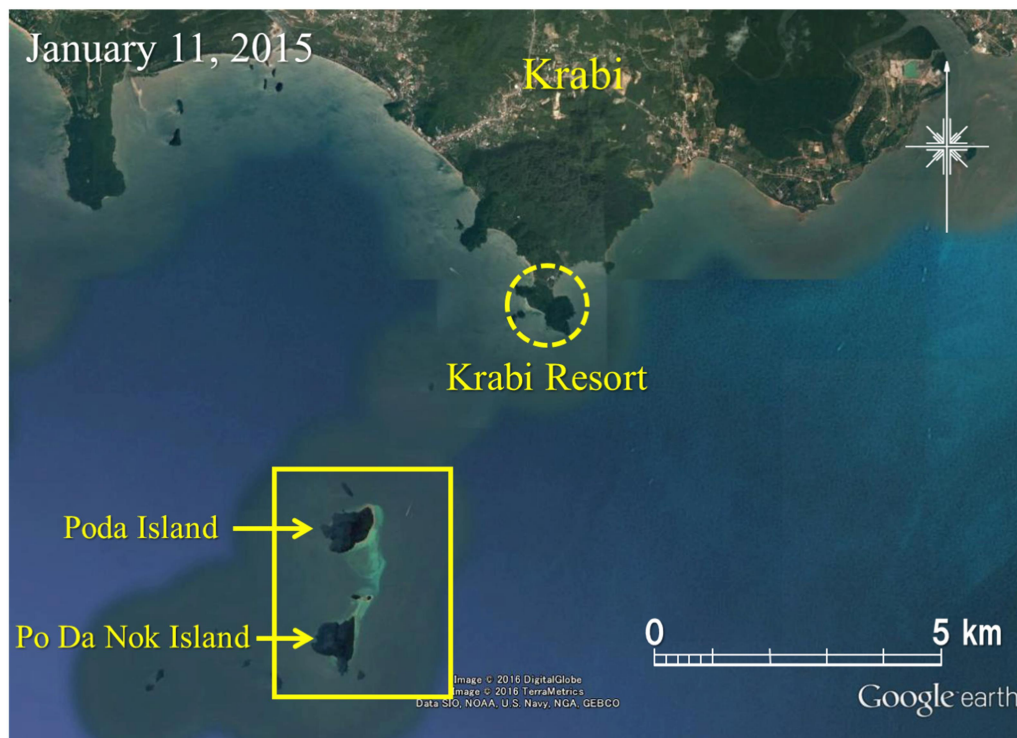 January 11, 2015
Krabi
Krabi Resort
Poda Island
Po Da Nok Island
0 5 km
Image © 2016 DigitalGlobe
Image © 2016 TerraMetrics
Data SIO, NOAA, U.S. Navy, NGA, GEBCO
Google earth